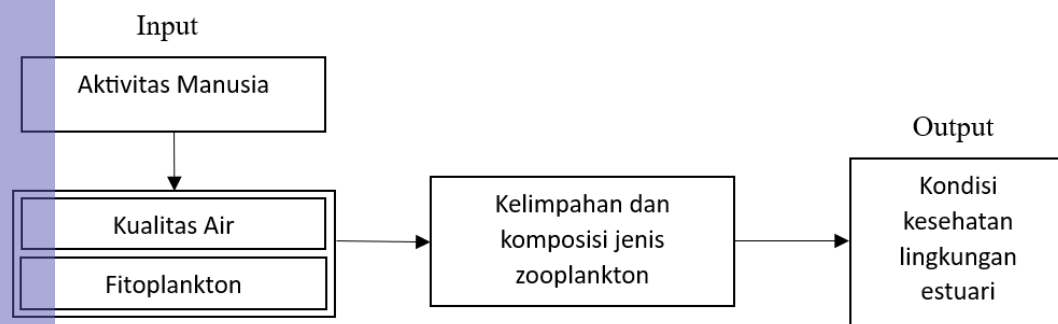 Input
Aktivitas Manusia
Kualitas Air
Fitoplankton
Kelimpahan dan
komposisi jenis
zooplankton
Output
Kondisi
kesehatan
lingkungan
estuari